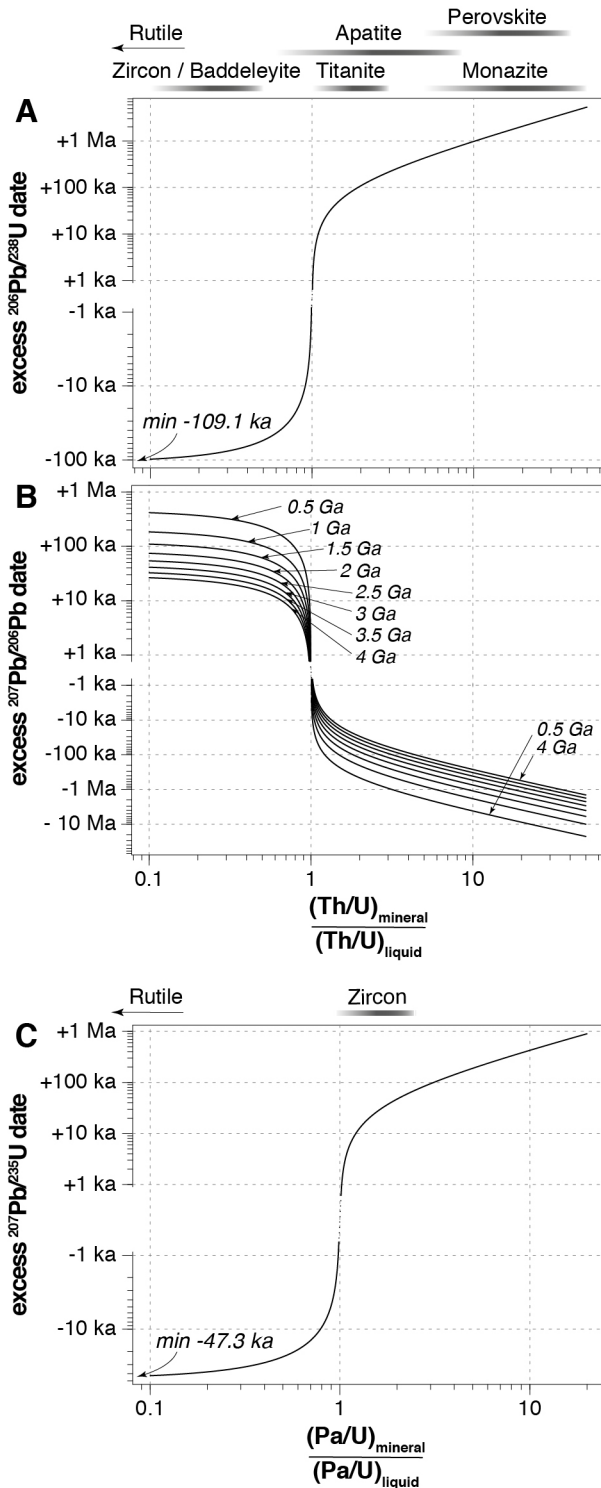 Perovskite
Rutile Apatite
Zircon / Baddeleyite Titanite Monazite
A
excess ²⁰⁶Pb/²³⁸U date
+1 Ma
+100 ka
+10 ka
+1 ka
-1 ka
-10 ka
min -109.1 ka
-100 ka
B
excess ²⁰⁷Pb/²⁰⁶Pb date
+1 Ma
0.5 Ga
1 Ga
+100 ka
1.5 Ga
2 Ga
2.5 Ga
+10 ka
3 Ga
3.5 Ga
+1 ka
4 Ga
-1 ka
-10 ka
0.5 Ga
-100 ka
4 Ga
-1 Ma
- 10 Ma
0.1 1 10
(Th/U)mineral
(Th/U)liquid
Rutile Zircon
C
excess ²⁰⁷Pb/²³⁵U date
+1 Ma
+100 ka
+10 ka
+1 ka
-1 ka
-10 ka
min -47.3 ka
0.1 1 10
(Pa/U)mineral
(Pa/U)liquid